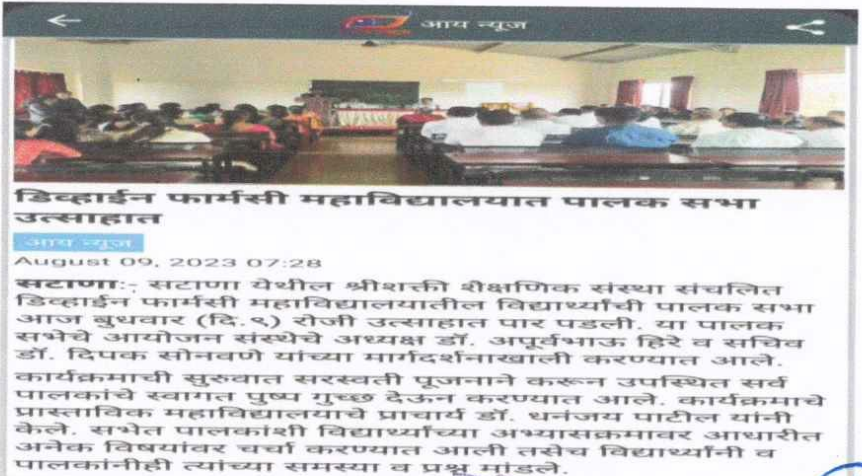 आय न्यूज
डिव्हाईन फार्मसी महाविद्यालयात पालक सभा
उत्साहात
आय न्यूज
August 09, 2023 07:28
सटाणा:- सटाणा येथील श्रीशक्ती शैक्षणिक संस्था संचलित
डिव्हाईन फार्मसी महाविद्यालयातील विद्यार्थ्यांची पालक सभा
आज बुधवार (दि.९) रोजी उत्साहात पार पडली. या पालक
सभेचे आयोजन संस्थेचे अध्यक्ष डॉ. अपूर्वभाऊ हिरे व सचिव
डॉ. दिपक सोनवणे यांच्या मार्गदर्शनाखाली करण्यात आले.
कार्यक्रमाची सुरुवात सरस्वती पूजनाने करून उपस्थित सर्व
पालकांचे स्वागत पुष्प गुच्छ देऊन करण्यात आले. कार्यक्रमाचे
प्रास्ताविक महाविद्यालयाचे प्राचार्य डॉ. धनंजय पाटील यांनी
केले. सभेत पालकांशी विद्यार्थ्यांच्या अभ्यासक्रमावर आधारीत
अनेक विषयांवर चर्चा करण्यात आली तसेच विद्यार्थ्यांनी व
पालकांनीही त्यांच्या समस्या व प्रश्न मांडले.